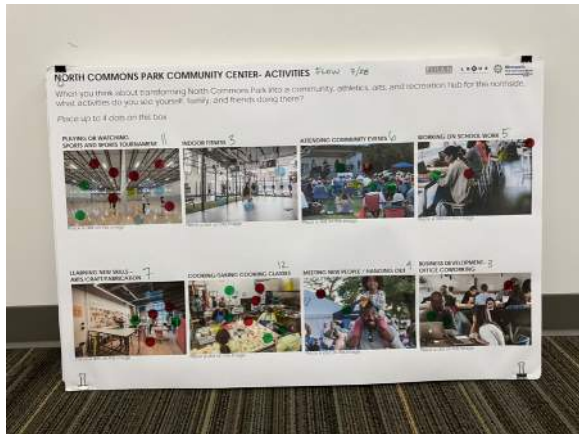 NORTH COMMONS PARK COMMUNITY CENTER- ACTIVITIES FLOW 7/28
When you think about transforming North Commons Park into a community, athletics, arts, and recreation hub for the northside,
what activities do you see yourself, family, and friends doing there?
Place up to 4 dots on this box
PLAYING OR WATCHING
SPORTS AND SPORTS TOURNAMENT 11
INDOOR FITNESS 3
ATTENDING COMMUNITY EVENTS 6
WORKING ON SCHOOL WORK 5
LEARNING NEW SKILLS-
ARTS/CRAFT/FABRICATION 7
COOKING/TAKING COOKING CLASSES 12
MEETING NEW PEOPLE / HANGING OUT 4
BUSINESS DEVELOPMENT-
OFFICE COWORKING 3